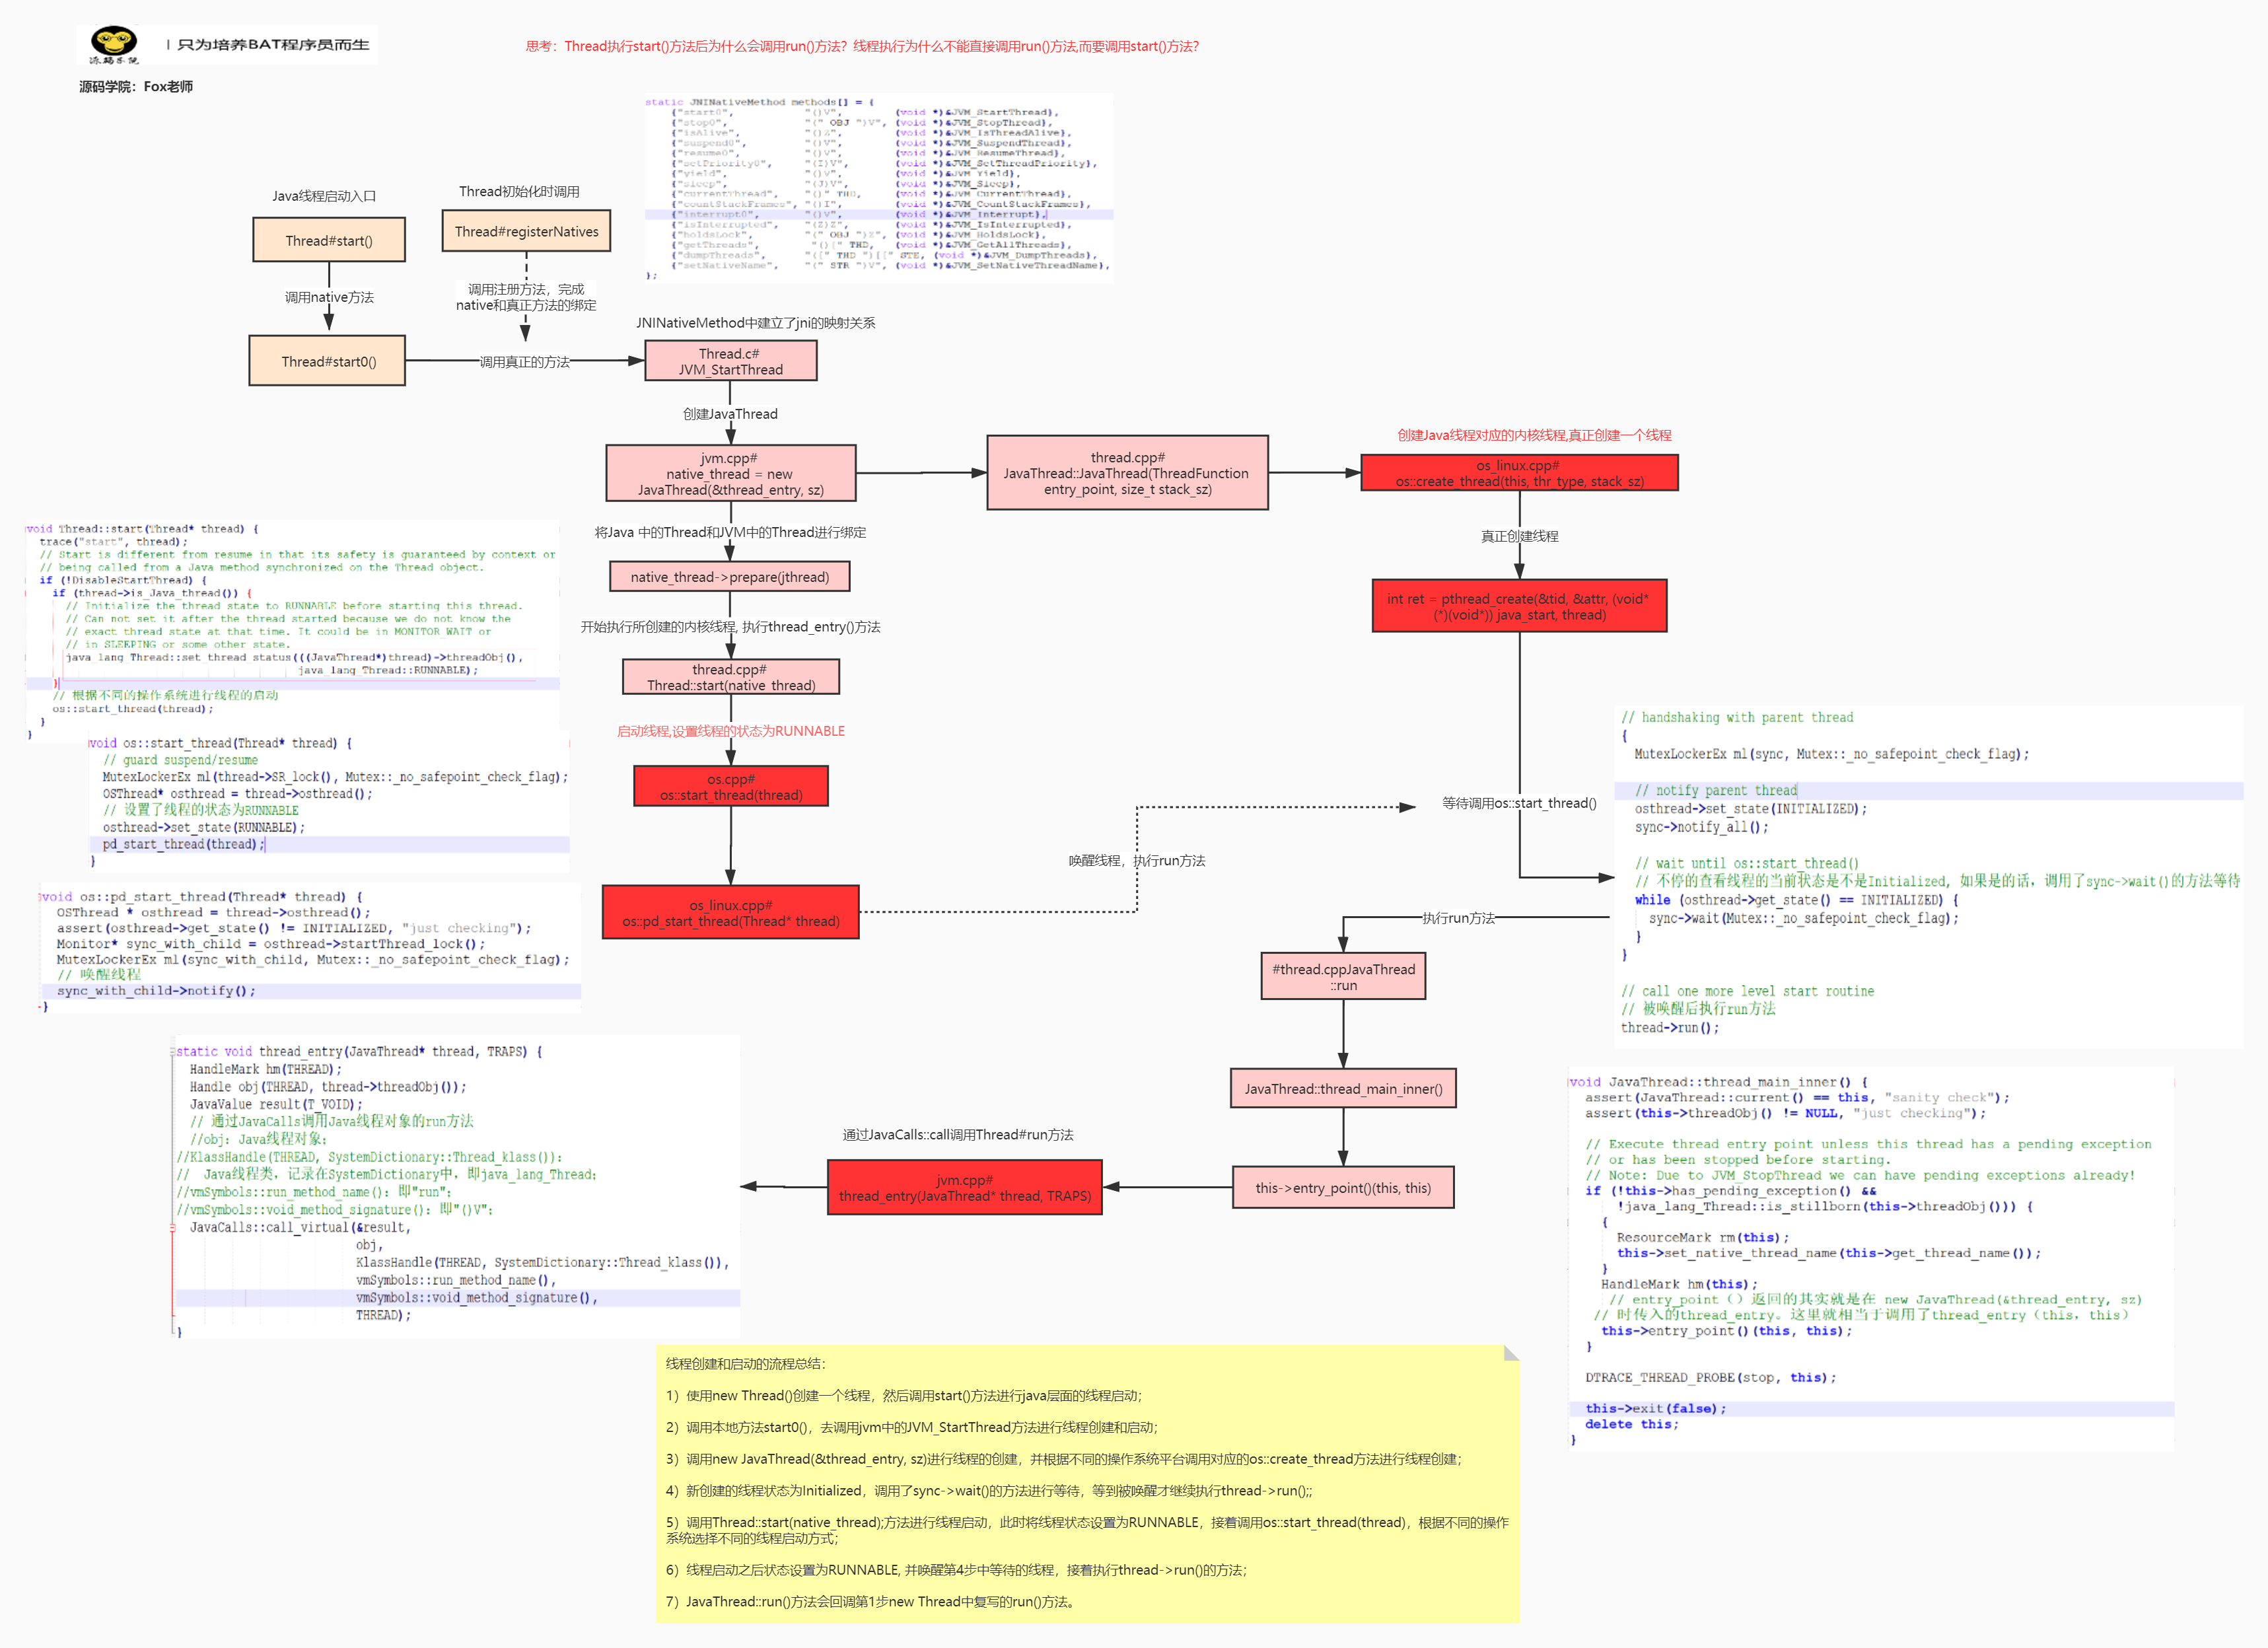 源码学院
| 只为培养BAT程序员而生
源码学院：Fox老师
思考：Thread执行start()方法后为什么会调用run()方法？线程执行为什么不能直接调用run()方法,而要调用start()方法？
static JNINativeMethod methods[] = {
{"start0", "()V", (void *)&JVM_StartThread},
{"stop0", "(" OBJ ")V", (void *)&JVM_StopThread},
{"isAlive", "()Z", (void *)&JVM_IsThreadAlive},
{"suspend0", "()V", (void *)&JVM_SuspendThread},
{"resume0", "()V", (void *)&JVM_ResumeThread},
{"setPriority0", "(I)V", (void *)&JVM_SetThreadPriority},
{"yield", "()V", (void *)&JVM_Yield},
{"sleep", "(J)V", (void *)&JVM_Sleep},
{"currentThread", "()" THD, (void *)&JVM_CurrentThread},
{"countStackFrames", "()I", (void *)&JVM_CountStackFrames},
{"interrupt0", "()V", (void *)&JVM_Interrupt},
{"isInterrupted", "(Z)Z", (void *)&JVM_IsInterrupted},
{"holdsLock", "(" OBJ ")Z", (void *)&JVM_HoldsLock},
{"getThreads", "()[" THD, (void *)&JVM_GetAllThreads},
{"dumpThreads", "([" THD ")[[" STE, (void *)&JVM_DumpThreads},
{"setNativeName", "(" STR ")V", (void *)&JVM_SetNativeThreadName},
};
Java线程启动入口
Thread#start()
调用native方法
Thread#start0()
Thread初始化时调用
Thread#registerNatives
调用注册方法，完成
native和真正方法的绑定
调用真正的方法
JNINativeMethod中建立了jni的映射关系
Thread.c#
JVM_StartThread
创建JavaThread
jvm.cpp#
native_thread = new
JavaThread(&thread_entry, sz)
thread.cpp#
JavaThread::JavaThread(ThreadFunction
entry_point, size_t stack_sz)
创建Java线程对应的内核线程,真正创建一个线程
os_linux.cpp#
os::create_thread(this, thr_type, stack_sz)
真正创建线程
int ret = pthread_create(&tid, &attr, (void*
(*)(void*)) java_start, thread)
将Java 中的Thread和JVM中的Thread进行绑定
native_thread->prepare(jthread)
开始执行所创建的内核线程, 执行thread_entry()方法
thread.cpp#
Thread::start(native_thread)
启动线程,设置线程的状态为RUNNABLE
os.cpp#
os::start_thread(thread)
os_linux.cpp#
os::pd_start_thread(Thread* thread)
唤醒线程，执行run方法
等待调用os::start_thread()
void Thread::start(Thread* thread) {
trace("start", thread);
// Start is different from resume in that its safety is guaranteed by context or
// being called from a Java method synchronized on the Thread object.
if (!DisableStartThread) {
if (thread->is_Java_thread()) {
// Initialize the thread state to RUNNABLE before starting this thread.
// Can not set it after the thread started because we do not know the
// exact thread state at that time. It could be in MONITOR_WAIT or
// in SLEEPING or some other state.
java_lang_Thread::set_thread_status(((JavaThread*)thread)->threadObj(),
java_lang_Thread::RUNNABLE);
}
// 根据不同的操作系统进行线程的启动
os::start_thread(thread);
}
}
void os::start_thread(Thread* thread) {
// guard suspend/resume
MutexLockerEx ml(thread->SR_lock(), Mutex::_no_safepoint_check_flag);
OSThread* osthread = thread->osthread();
// 设置了线程的状态为RUNNABLE
osthread->set_state(RUNNABLE);
pd_start_thread(thread);
}
void os::pd_start_thread(Thread* thread) {
OSThread * osthread = thread->osthread();
assert(osthread->get_state() != INITIALIZED, "just checking");
Monitor* sync_with_child = osthread->startThread_lock();
MutexLockerEx ml(sync_with_child, Mutex::_no_safepoint_check_flag);
// 唤醒线程
sync_with_child->notify();
}
// handshaking with parent thread
{
MutexLockerEx ml(sync, Mutex::_no_safepoint_check_flag);
// notify parent thread
osthread->set_state(INITIALIZED);
sync->notify_all();
// wait until os::start_thread()
// 不停的查看线程的当前状态是不是Initialized, 如果是的话，调用了sync->wait()的方法等待
while (osthread->get_state() == INITIALIZED) {
sync->wait(Mutex::_no_safepoint_check_flag);
}
}
// call one more level start routine
// 被唤醒后执行run方法
thread->run();
执行run方法
#thread.cppJavaThread
::run
JavaThread::thread_main_inner()
this->entry_point()(this, this)
通过JavaCalls::call调用Thread#run方法
jvm.cpp#
thread_entry(JavaThread* thread, TRAPS)
static void thread_entry(JavaThread* thread, TRAPS) {
HandleMark hm(THREAD);
Handle obj(THREAD, thread->threadObj());
JavaValue result(T_VOID);
// 通过JavaCalls调用Java线程对象的run方法
//obj：Java线程对象；
//KlassHandle(THREAD, SystemDictionary::Thread_klass()):
// Java线程类，记录在SystemDictionary中，即java_lang_Thread；
//vmSymbols::run_method_name()：即"run"；
//vmSymbols::void_method_signature()：即"()V"；
JavaCalls::call_virtual(&result,
obj,
KlassHandle(THREAD, SystemDictionary::Thread_klass()),
vmSymbols::run_method_name(),
vmSymbols::void_method_signature(),
THREAD);
}
void JavaThread::thread_main_inner() {
assert(JavaThread::current() == this, "sanity check");
assert(this->threadObj() != NULL, "just checking");
// Execute thread entry point unless this thread has a pending exception
// or has been stopped before starting.
// Note: Due to JVM_StopThread we can have pending exceptions already!
if (!this->has_pending_exception() &&
!java_lang_Thread::is_stillborn(this->threadObj())) {
{
ResourceMark rm(this);
this->set_native_thread_name(this->get_thread_name());
}
HandleMark hm(this);
// entry_point（）返回的其实就是在 new JavaThread(&thread_entry, sz)
// 时传入的thread_entry。这里就相当于调用了thread_entry（this，this）
this->entry_point()(this, this);
}
DTRACE_THREAD_PROBE(stop, this);
this->exit(false);
delete this;
}
线程创建和启动的流程总结：
1）使用new Thread()创建一个线程，然后调用start()方法进行java层面的线程启动；
2）调用本地方法start0()，去调用jvm中的JVM_StartThread方法进行线程创建和启动；
3）调用new JavaThread(&thread_entry, sz)进行线程的创建，并根据不同的操作系统平台调用对应的os::create_thread方法进行线程创建；
4）新创建的线程状态为Initialized，调用了sync->wait()的方法进行等待，等到被唤醒才继续执行thread->run();;
5）调用Thread::start(native_thread);方法进行线程启动，此时将线程状态设置为RUNNABLE，接着调用os::start_thread(thread)，根据不同的操作
系统选择不同的线程启动方式；
6）线程启动之后状态设置为RUNNABLE, 并唤醒第4步中等待的线程，接着执行thread->run()的方法；
7）JavaThread::run()方法会回调第1步new Thread中复写的run()方法。